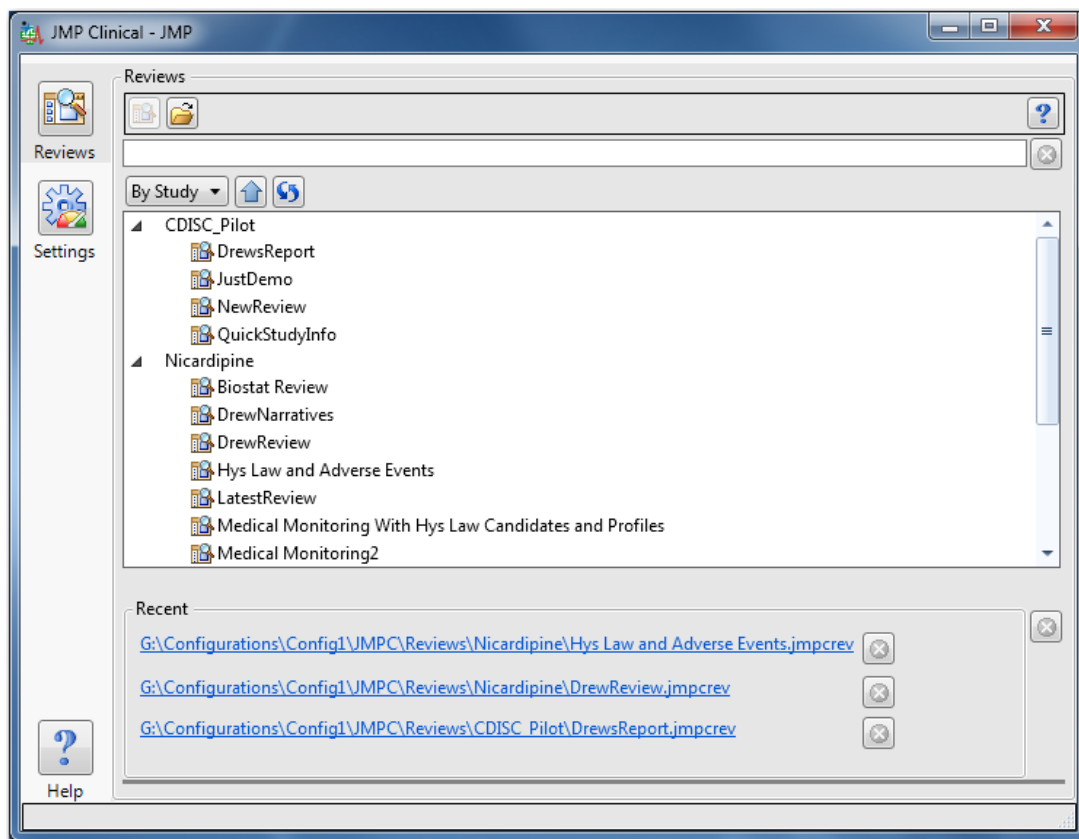 JMP Clinical - JMP
Reviews
Reviews
By Study
Settings
CDISC_Pilot
DrewsReport
JustDemo
NewReview
QuickStudyInfo
Nicardipine
Biostat Review
DrewNarratives
DrewReview
Hys Law and Adverse Events
LatestReview
Medical Monitoring With Hys Law Candidates and Profiles
Medical Monitoring2
Recent
G:\Configurations\Config1\JMPC\Reviews\Nicardipine\Hys Law and Adverse Events.jmpcrev
G:\Configurations\Config1\JMPC\Reviews\Nicardipine\DrewReview.jmpcrev
G:\Configurations\Config1\JMPC\Reviews\CDISC_Pilot\DrewsReport.jmpcrev
Help